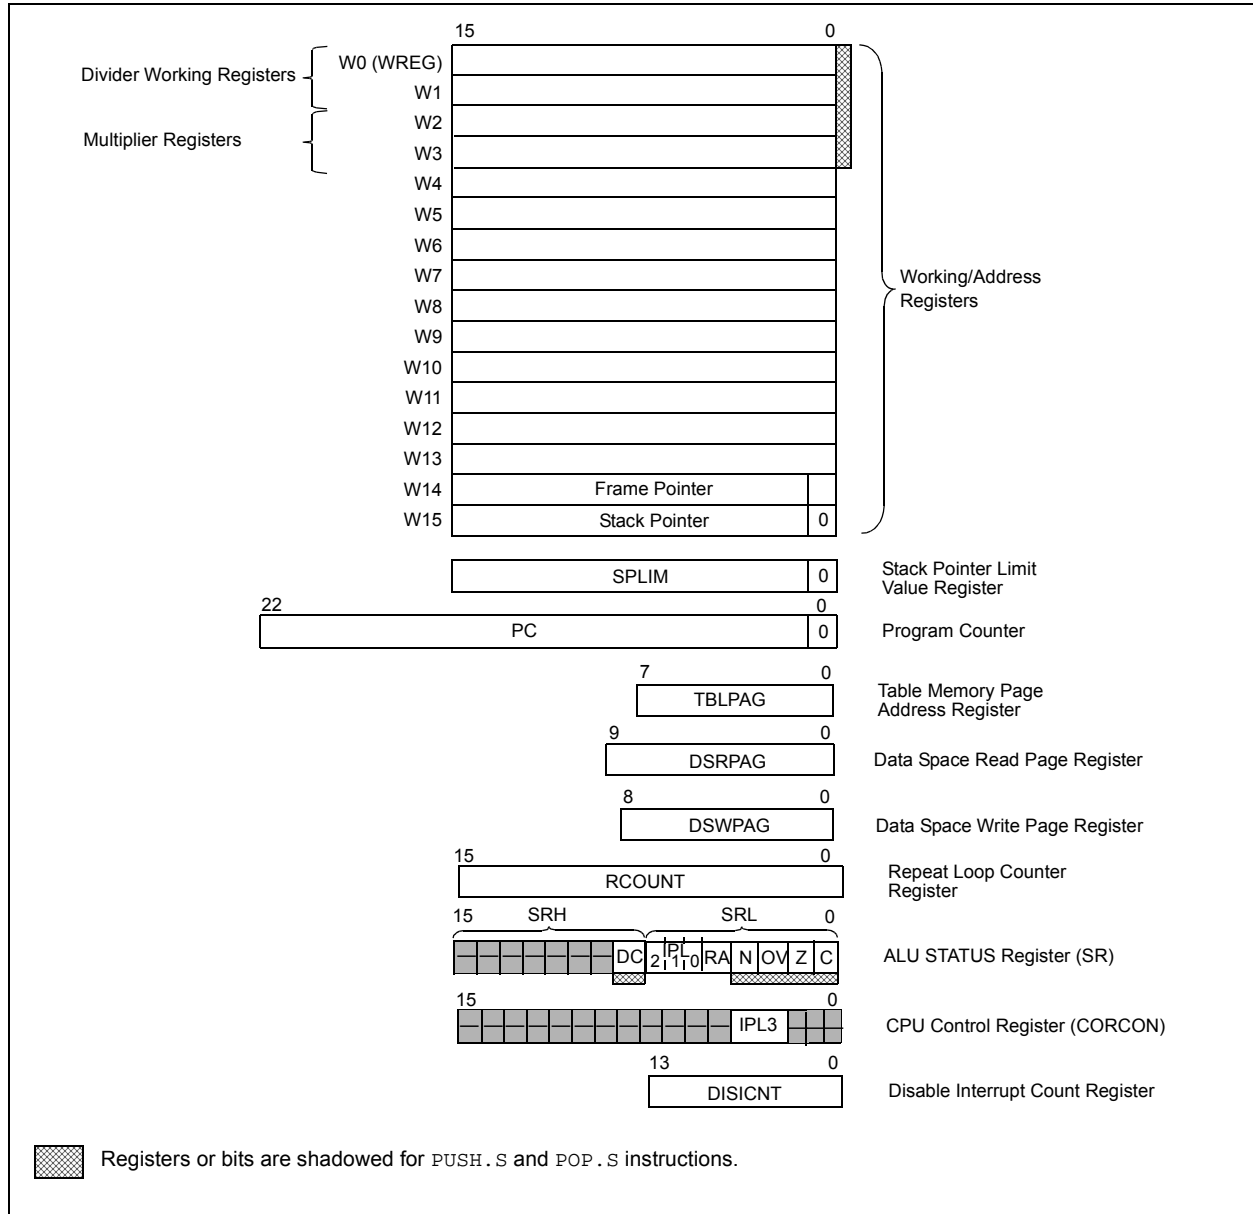 15 0
Divider Working Registers
W0 (WREG)
W1
Multiplier Registers
W2
W3
W4
W5
W6
W7
W8
W9
W10
W11
W12
W13
W14 Frame Pointer
W15 Stack Pointer 0
Working/Address
Registers
SPLIM 0
Stack Pointer Limit
Value Register
22 0
PC 0 Program Counter
7 0
TBLPAG
Table Memory Page
Address Register
9 0
DSRPAG Data Space Read Page Register
8 0
DSWPAG Data Space Write Page Register
15 0
RCOUNT
Repeat Loop Counter
Register
15 SRH SRL 0
— — — — — — — DC 2 IPL 1 0 RA N OV Z C ALU STATUS Register (SR)
15 0
— — — — — — — — — — — — IPL3 — — — CPU Control Register (CORCON)
13 0
DISICNT Disable Interrupt Count Register
Registers or bits are shadowed for PUSH.S and POP.S instructions.